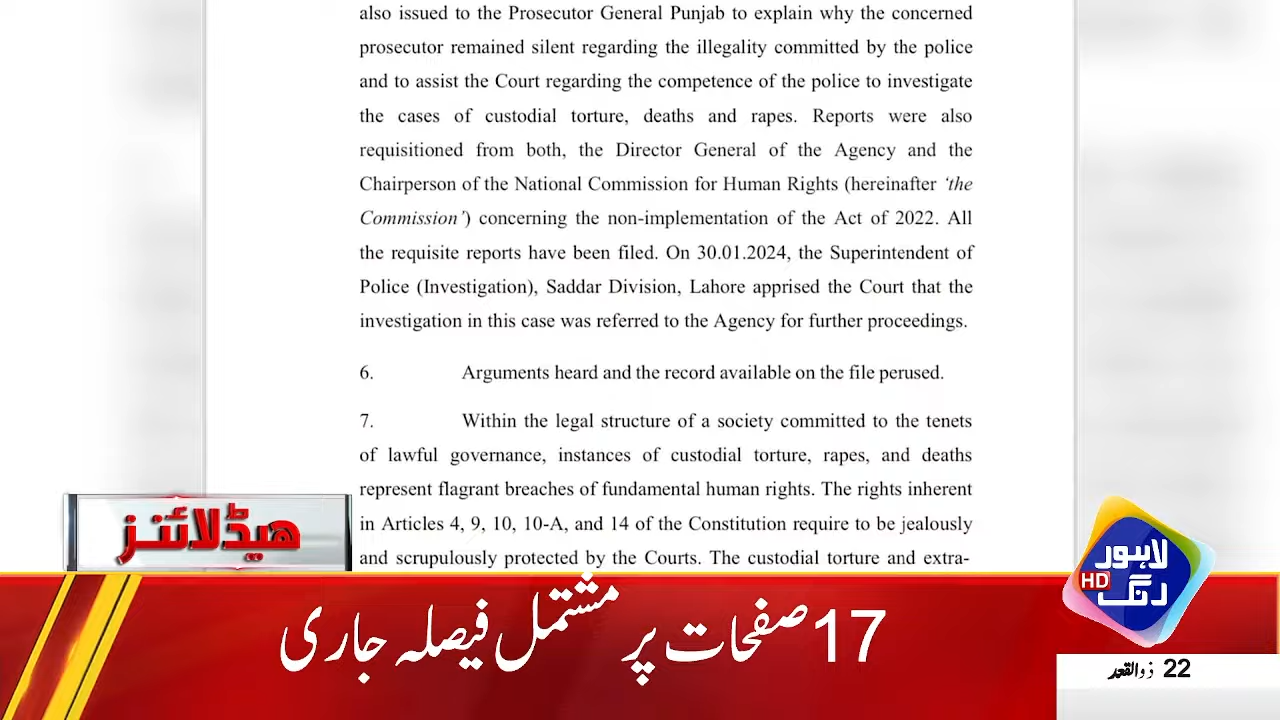 also issued to the Prosecutor General Punjab to explain why the concerned
prosecutor remained silent regarding the illegality committed by the police
and to assist the Court regarding the competence of the police to investigate
the cases of custodial torture, deaths and rapes. Reports were also
requisitioned from both, the Director General of the Agency and the
Chairperson of the National Commission for Human Rights (hereinafter ‘the
Commission’) concerning the non-implementation of the Act of 2022. All
the requisite reports have been filed. On 30.01.2024, the Superintendent of
Police (Investigation), Saddar Division, Lahore apprised the Court that the
investigation in this case was referred to the Agency for further proceedings.
6. Arguments heard and the record available on the file perused.
7. Within the legal structure of a society committed to the tenets
of lawful governance, instances of custodial torture, rapes, and deaths
represent flagrant breaches of fundamental human rights. The rights inherent
in Articles 4, 9, 10, 10-A, and 14 of the Constitution require to be jealously
and scrupulously protected by the Courts. The custodial torture and extra-
ہیڈلائنز
لاہور
رنگ HD
17 صفحات پر مشتمل فیصلہ جاری
22 ذوالقعد